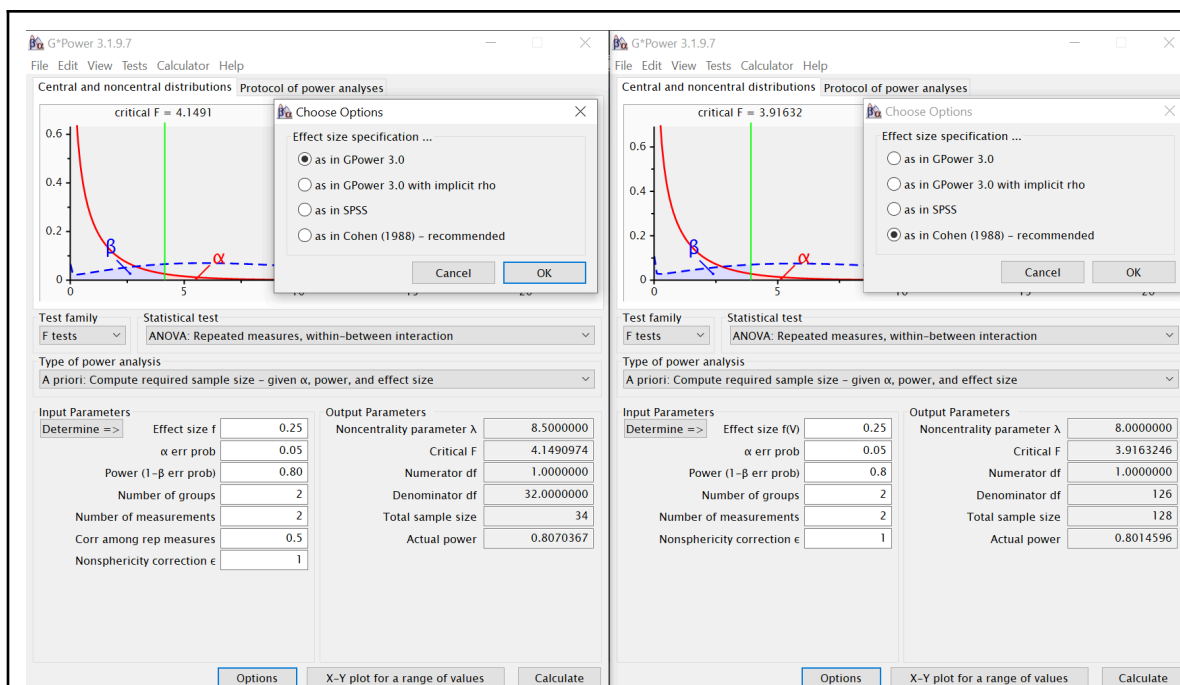 G*Power 3.1.9.7
File Edit View Tests Calculator Help
Central and noncentral distributions Protocol of power analyses
critical F = 4.1491
0.6
0.4
0.2
0
β
α
0 5 10 15 20
Choose Options
Effect size specification ...
as in GPower 3.0
as in GPower 3.0 with implicit rho
as in SPSS
as in Cohen (1988) – recommended
Cancel OK
Test family Statistical test
F tests ANOVA: Repeated measures, within-between interaction
Type of power analysis
A priori: Compute required sample size – given α, power, and effect size
Input Parameters Output Parameters
Determine => Effect size f 0.25 Noncentrality parameter λ 8.5000000
α err prob 0.05 Critical F 4.1490974
Power (1-β err prob) 0.80 Numerator df 1.0000000
Number of groups 2 Denominator df 32.0000000
Number of measurements 2 Total sample size 34
Corr among rep measures 0.5 Actual power 0.8070367
Nonsphericity correction ϵ 1
Options X-Y plot for a range of values Calculate
G*Power 3.1.9.7
File Edit View Tests Calculator Help
Central and noncentral distributions Protocol of power analyses
critical F = 3.91632
0.6
0.4
0.2
0
β
α
0 5 10 15 20
Choose Options
Effect size specification ...
as in GPower 3.0
as in GPower 3.0 with implicit rho
as in SPSS
as in Cohen (1988) – recommended
Cancel OK
Test family Statistical test
F tests ANOVA: Repeated measures, within-between interaction
Type of power analysis
A priori: Compute required sample size – given α, power, and effect size
Input Parameters Output Parameters
Determine => Effect size f(V) 0.25 Noncentrality parameter λ 8.0000000
α err prob 0.05 Critical F 3.9163246
Power (1-β err prob) 0.8 Numerator df 1.0000000
Number of groups 2 Denominator df 126
Number of measurements 2 Total sample size 128
Nonsphericity correction ϵ 1 Actual power 0.8014596
Options X-Y plot for a range of values Calculate